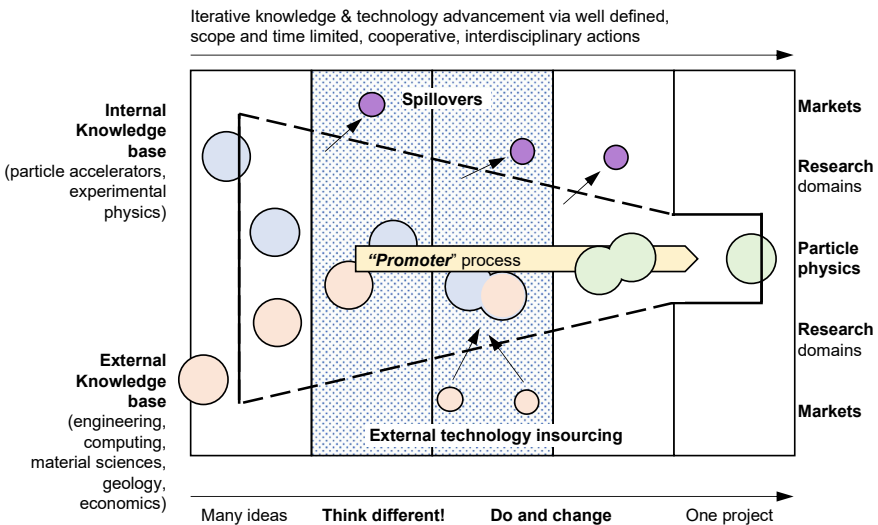 Iterative knowledge & technology advancement via well defined,
scope and time limited, cooperative, interdisciplinary actions
Internal
Knowledge
base
(particle accelerators,
experimental
physics)
External
Knowledge
base
(engineering,
computing,
material sciences,
geology,
economics)
Spillovers
“Promoter” process
External technology insourcing
Markets
Research
domains
Particle
physics
Research
domains
Markets
Many ideas
Think different!
Do and change
One project